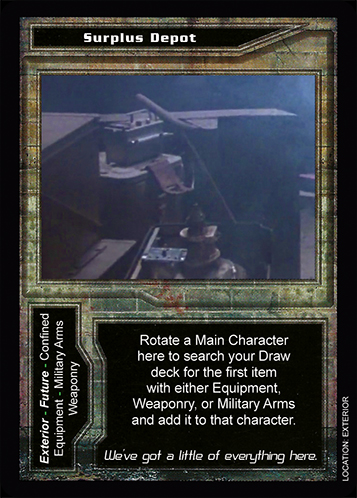 Surplus Depot
Exterior - Future - Confined
Equipment - Military Arms
Weaponry
Rotate a Main Character
here to search your Draw
deck for the first item
with either Equipment,
Weaponry, or Military Arms
and add it to that character.
We've got a little of everything here.
LOCATION: EXTERIOR